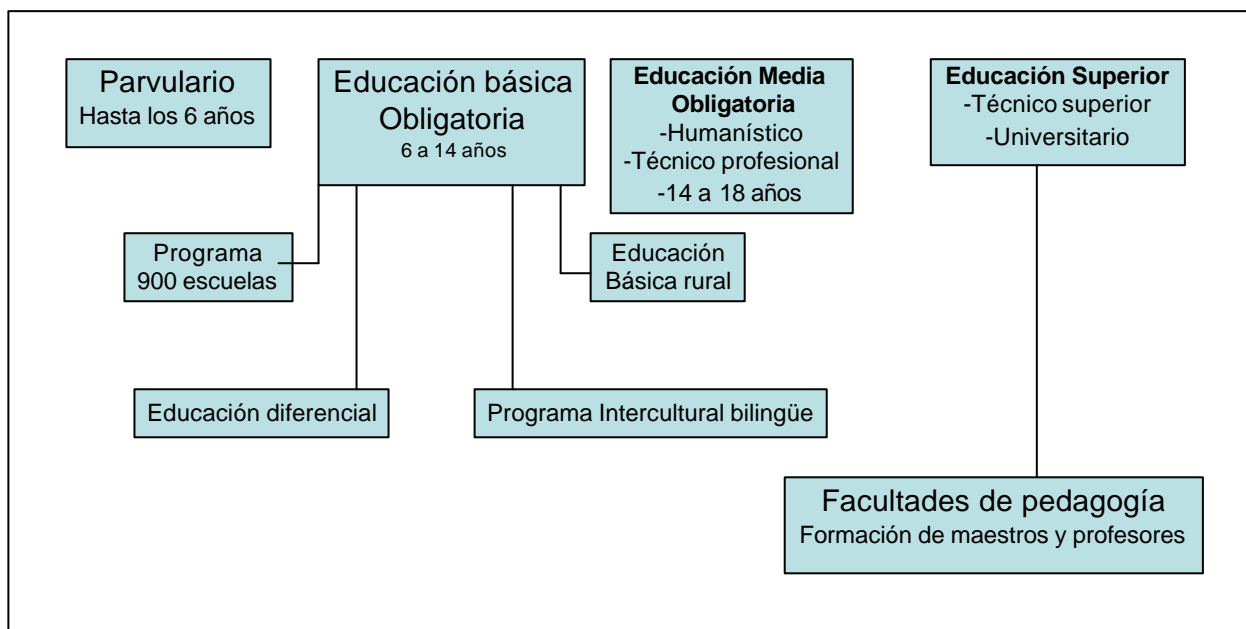 Parvulario
Hasta los 6 años
Educación básica
Obligatoria
6 a 14 años
Educación Media
Obligatoria
-Humanístico
-Técnico profesional
-14 a 18 años
Educación Superior
-Técnico superior
-Universitario
Programa
900 escuelas
Educación
Básica rural
Educación diferencial
Programa Intercultural bilingüe
Facultades de pedagogía
Formación de maestros y profesores